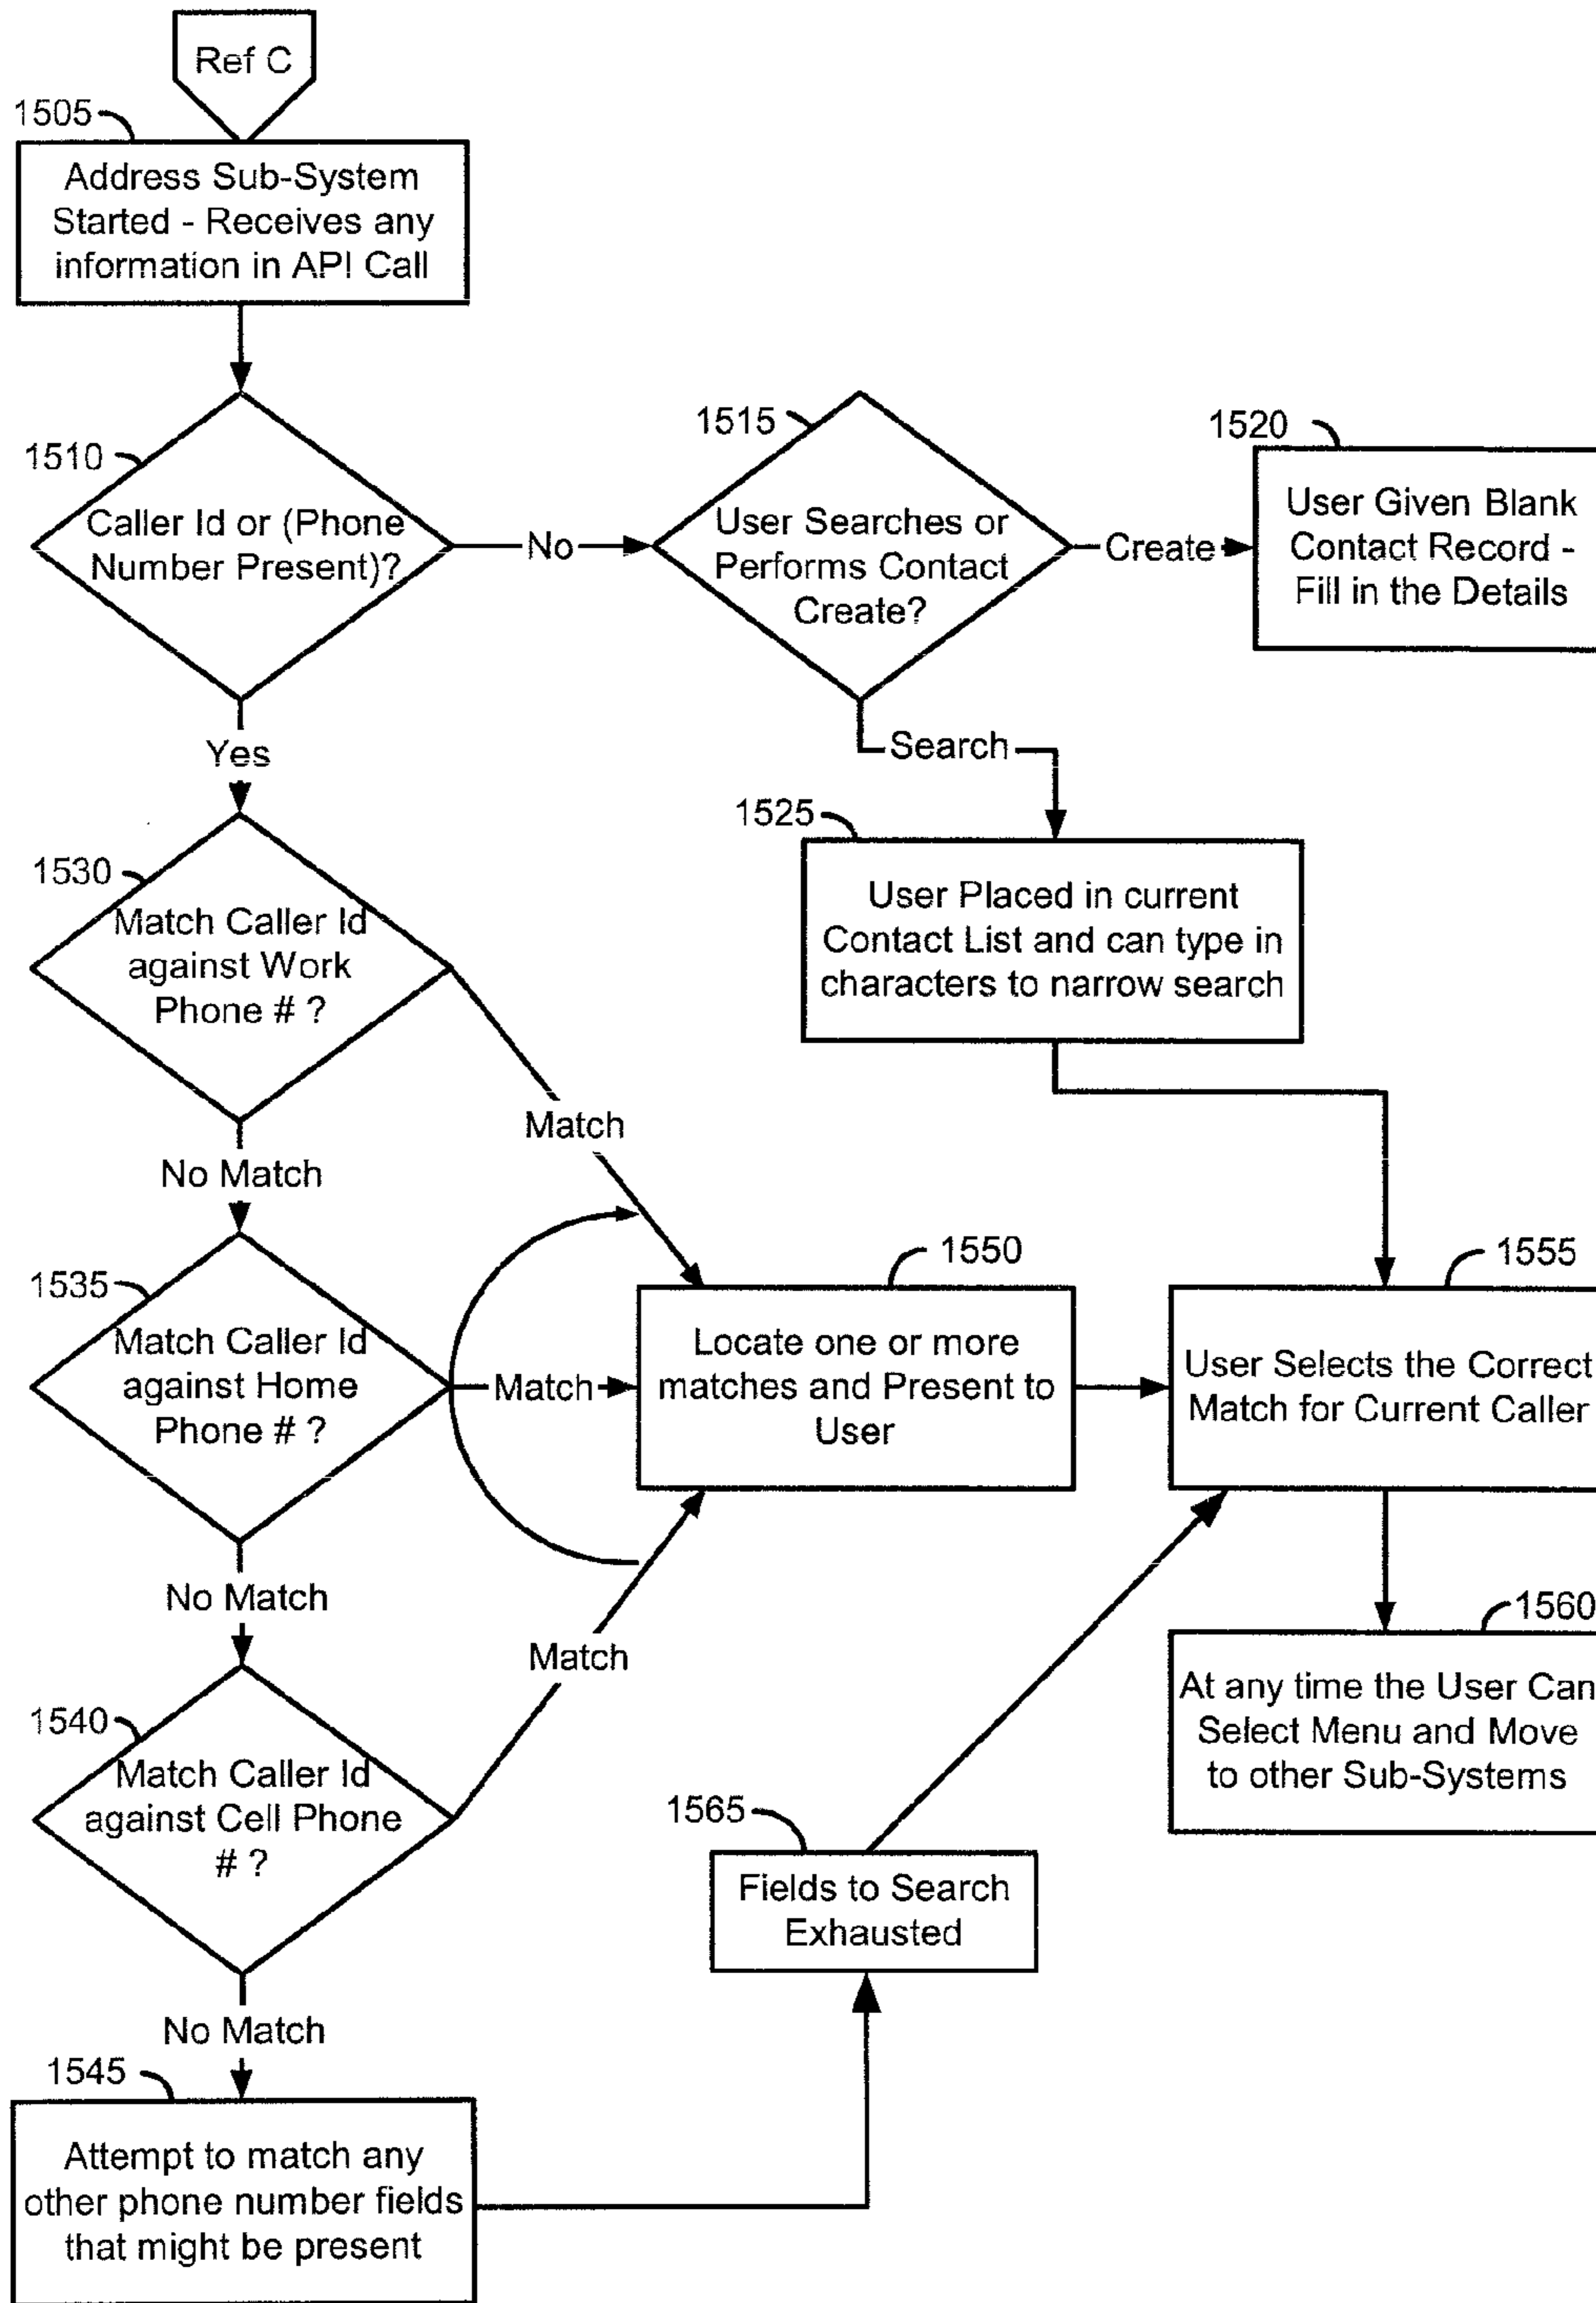 Ref C
1505
Address Sub-System
Started - Receives any
information in API Call
1510
Caller Id or (Phone
Number Present)?
No
1515
User Searches or
Performs Contact
Create?
Create
1520
User Given Blank
Contact Record -
Fill in the Details
Yes
Search
1525
User Placed in current
Contact List and can type in
characters to narrow search
1530
Match Caller Id
against Work
Phone # ?
Match
No Match
1535
Match Caller Id
against Home
Phone # ?
Match
1550
Locate one or more
matches and Present to
User
1555
User Selects the Correct
Match for Current Caller
No Match
1540
Match Caller Id
against Cell Phone
# ?
Match
1560
At any time the User Can
Select Menu and Move
to other Sub-Systems
1565
Fields to Search
Exhausted
No Match
1545
Attempt to match any
other phone number fields
that might be present